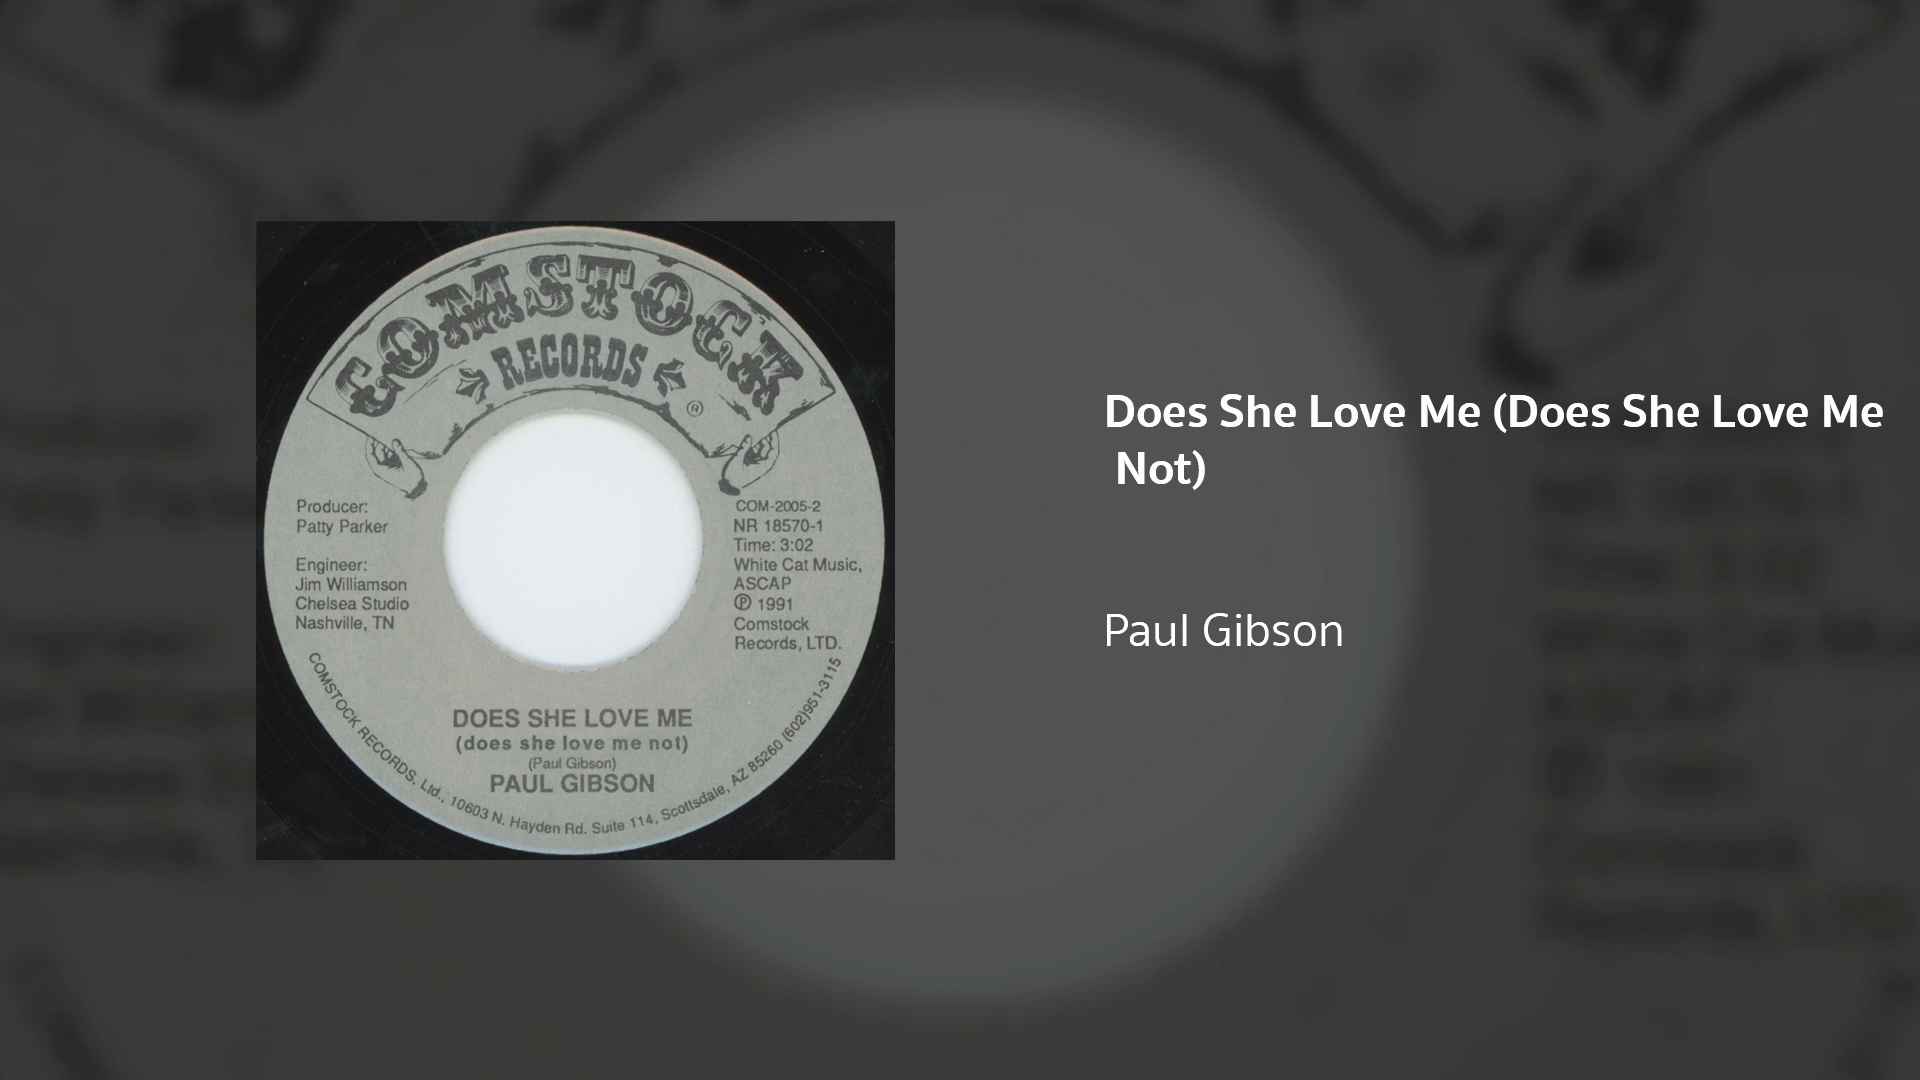 COMSTOCK
RECORDS
®
Producer:
Patty Parker
Engineer:
Jim Williamson
Chelsea Studio
Nashville, TN
COM-2005-2
NR 18570-1
Time: 3:02
White Cat Music,
ASCAP
℗ 1991
Comstock
Records, LTD.
DOES SHE LOVE ME
(does she love me not)
(Paul Gibson)
PAUL GIBSON
COMSTOCK RECORDS, Ltd., 10603 N. Hayden Rd. Suite 114, Scottsdale, AZ 85260 (602)951-3115
Does She Love Me (Does She Love Me
Not)
Paul Gibson